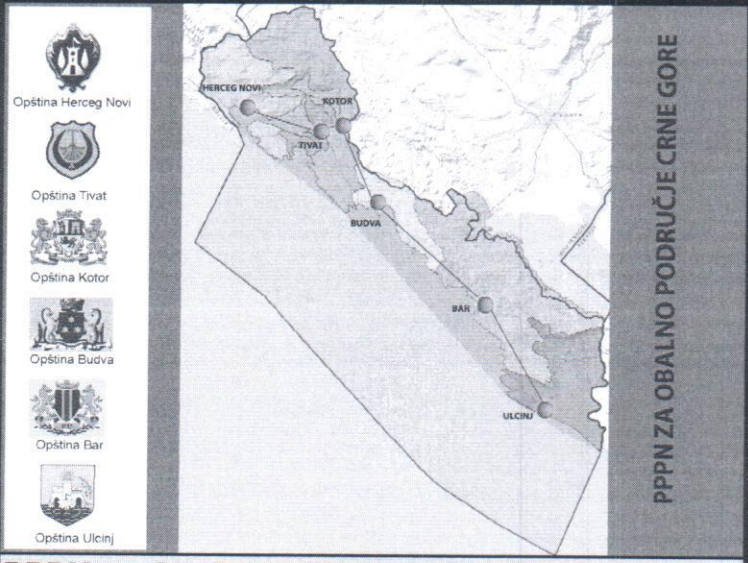 Opština Herceg Novi
Opština Tivat
Opština Kotor
Opština Budva
Opština Bar
Opština Ulcinj
HERCEG NOVI
KOTOR
TIVAT
BUDVA
BAR
ULCINJ
PPPN ZA OBALNO PODRUČJE CRNE GORE